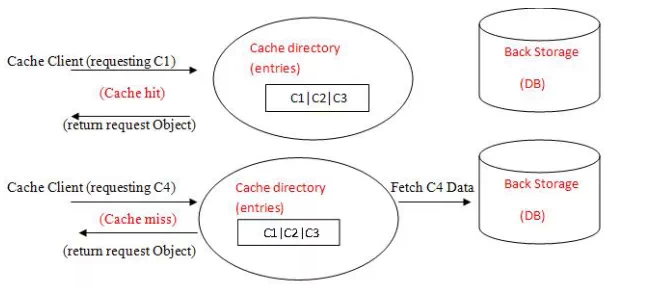 Cache Client (requesting C1)
(Cache hit)
(return request Object)
Cache directory
(entries)
C1|C2|C3
Back Storage
(DB)
Cache Client (requesting C4)
(Cache miss)
(return request Object)
Cache directory
(entries)
C1|C2|C3
Fetch C4 Data
Back Storage
(DB)